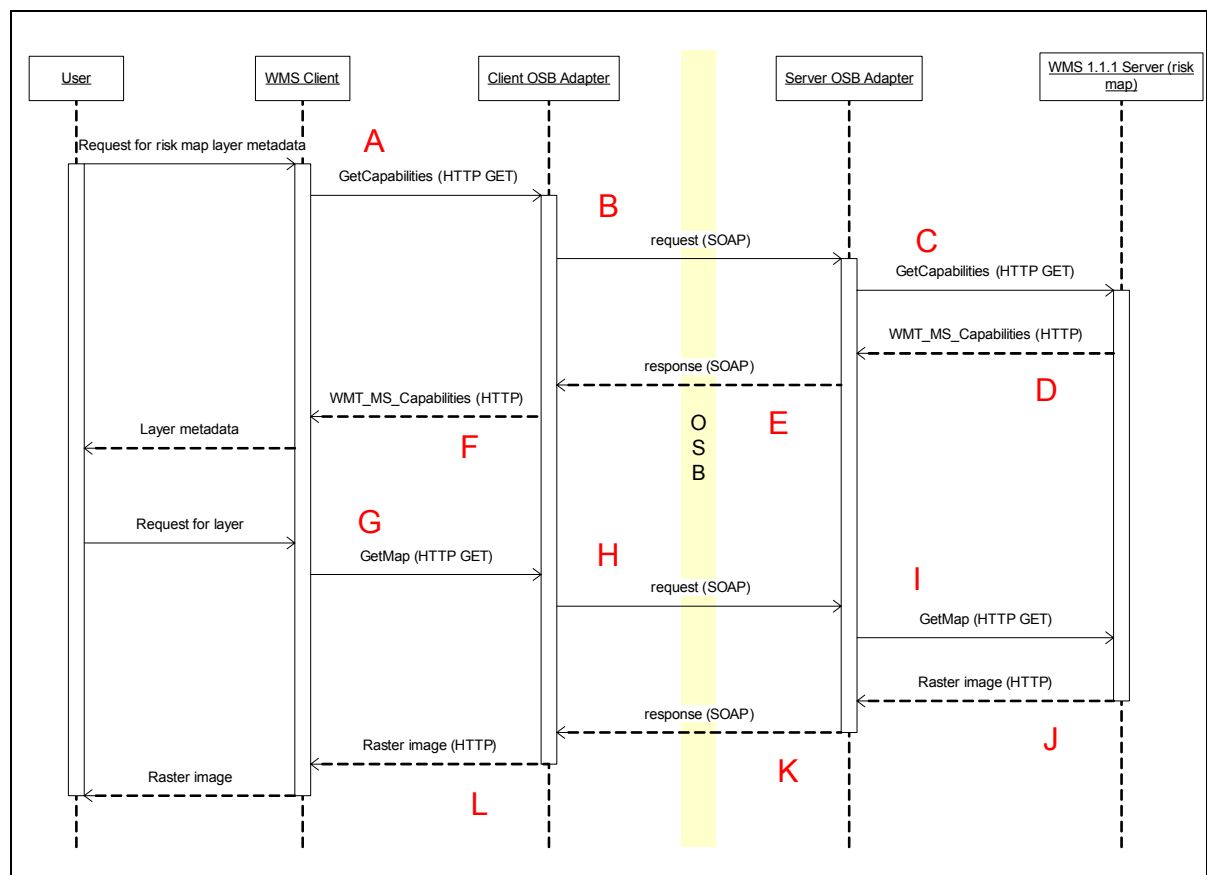 User
WMS Client
Client OSB Adapter
Server OSB Adapter
WMS 1.1.1 Server (risk
map)
Request for risk map layer metadata
A
GetCapabilities (HTTP GET)
B
request (SOAP)
C
GetCapabilities (HTTP GET)
WMT_MS_Capabilities (HTTP)
D
response (SOAP)
E
WMT_MS_Capabilities (HTTP)
F
Layer metadata
O
S
B
Request for layer
G
GetMap (HTTP GET)
H
request (SOAP)
I
GetMap (HTTP GET)
Raster image (HTTP)
J
response (SOAP)
K
Raster image (HTTP)
L
Raster image